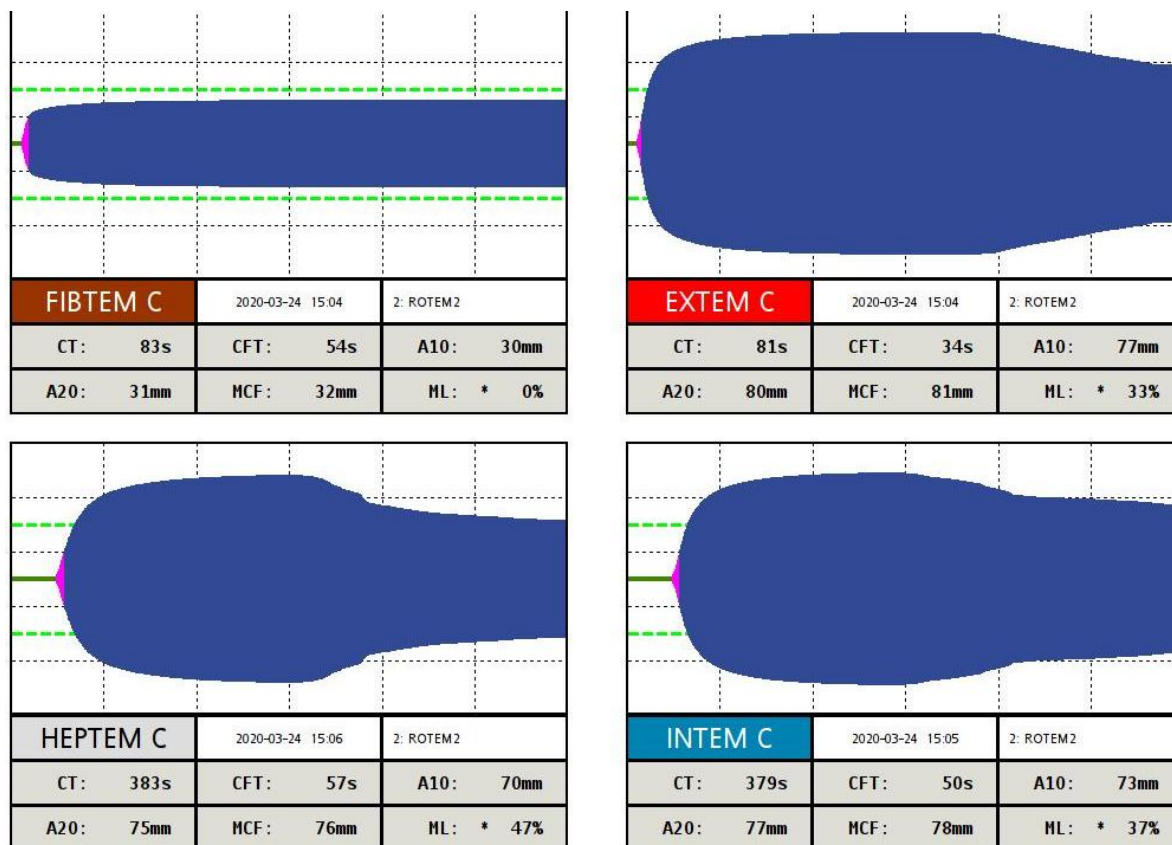 FIBTEM C 2020-03-24 15:04 2: ROTEM2
CT: 83s CFT: 54s A10: 30mm
A20: 31mm MCF: 32mm ML: * 0%
EXTEM C 2020-03-24 15:04 2: ROTEM2
CT: 81s CFT: 34s A10: 77mm
A20: 80mm MCF: 81mm ML: * 33%
HEPTEM C 2020-03-24 15:06 2: ROTEM2
CT: 383s CFT: 57s A10: 70mm
A20: 75mm MCF: 76mm ML: * 47%
INTEM C 2020-03-24 15:05 2: ROTEM2
CT: 379s CFT: 50s A10: 73mm
A20: 77mm MCF: 78mm ML: * 37%